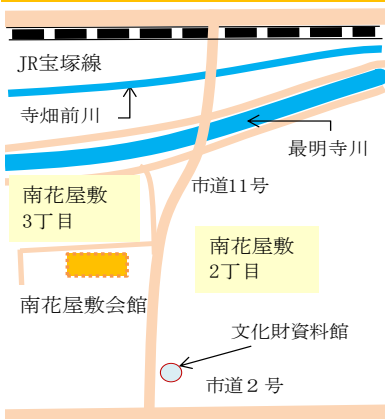 JR宝塚線
寺畑前川
最明寺川
市道11号
南花屋敷
3丁目
南花屋敷
2丁目
南花屋敷会館
文化財資料館
市道２号